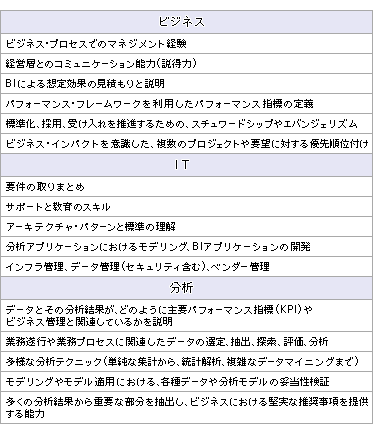 ビジネス
ビジネス・プロセスでのマネジメント経験
経営層とのコミュニケーション能力(説得力)
BIによる想定効果の見積もりと説明
パフォーマンス・フレームワークを利用したパフォーマンス指標の定義
標準化、採用、受け入れを推進するための、スチュワードシップやエバンジェリズム
ビジネス・インパクトを意識した、複数のプロジェクトや要望に対する優先順位付け
IT
要件の取りまとめ
サポートと教育のスキル
アーキテクチャ・パターンと標準の理解
分析アプリケーションにおけるモデリング、BIアプリケーションの開発
インフラ管理、データ管理(セキュリティ含む)、ベンダー管理
分析
データとその分析結果が、どのように主要パフォーマンス指標(KPI)や
ビジネス管理と関連しているかを説明
業務遂行や業務プロセスに関連したデータの選定、抽出、探索、評価、分析
多様な分析テクニック(単純な集計から、統計解析、複雑なデータマイニングまで)
モデリングやモデル適用における、各種データや分析モデルの妥当性検証
多くの分析結果から重要な部分を抽出し、ビジネスにおける堅実な推奨事項を提供
する能力